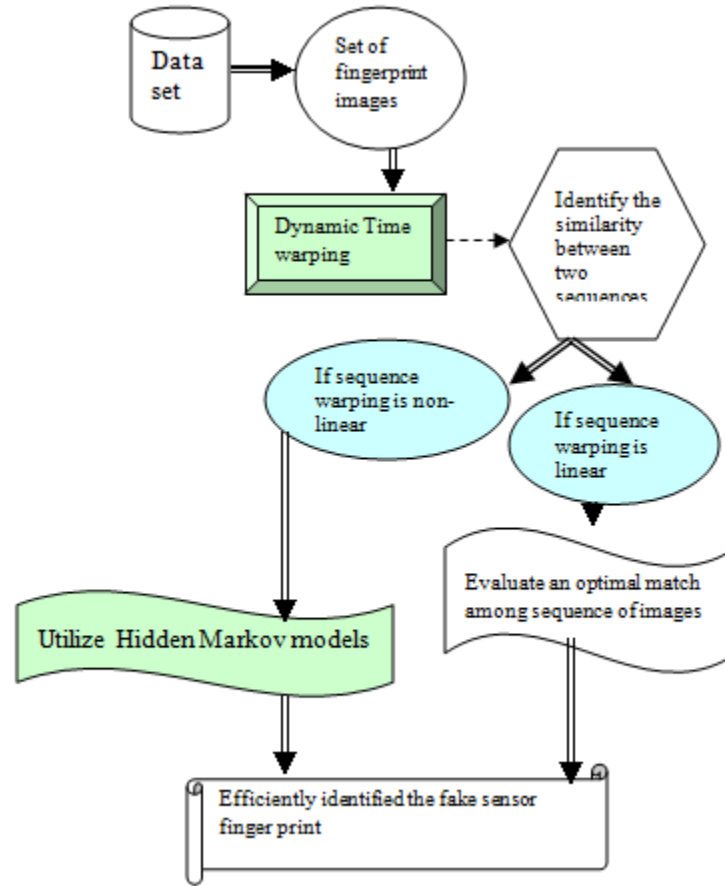 Data
set
Set of
fingerprint
images
Dynamic Time
warping
Identify the
similarity
between
two
sequences
If sequence
warping is non-
linear
If sequence
warping is
linear
Evaluate an optimal match
among sequence of images
Utilize Hidden Markov models
Efficiently identified the fake sensor
finger print